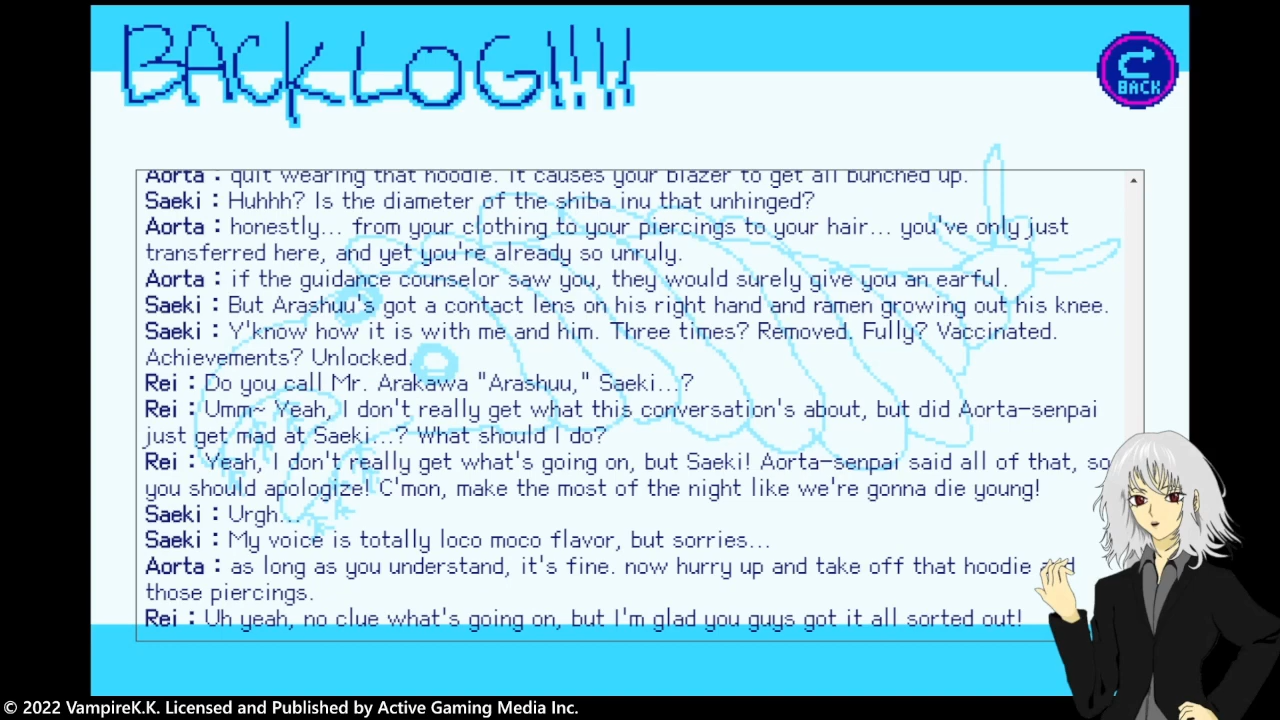 BACKLOG!!!!
BACK
Aorta : quit wearing that hoodie. it causes your blazer to get all bunched up.
Saeki : Huhhh? Is the diameter of the shiba inu that unhinged?
Aorta : honestly... from your clothing to your piercings to your hair... you've only just
transferred here, and yet you're already so unruly.
Aorta : if the guidance counselor saw you, they would surely give you an earful.
Saeki : But Arashuu's got a contact lens on his right hand and ramen growing out his knee.
Saeki : Y'know how it is with me and him. Three times? Removed. Fully? Vaccinated.
Achievements? Unlocked.
Rei : Do you call Mr. Arakawa "Arashuu," Saeki...?
Rei : Umm~ Yeah, I don't really get what this conversation's about, but did Aorta-senpai
just get mad at Saeki...? What should I do?
Rei : Yeah, I don't really get what's going on, but Saeki! Aorta-senpai said all of that, so
you should apologize! C'mon, make the most of the night like we're gonna die young!
Saeki : Urgh...
Saeki : My voice is totally loco moco flavor, but sorries...
Aorta : as long as you understand, it's fine. now hurry up and take off that hoodie and
those piercings.
Rei : Uh yeah, no clue what's going on, but I'm glad you guys got it all sorted out!
© 2022 VampireK.K. Licensed and Published by Active Gaming Media Inc.